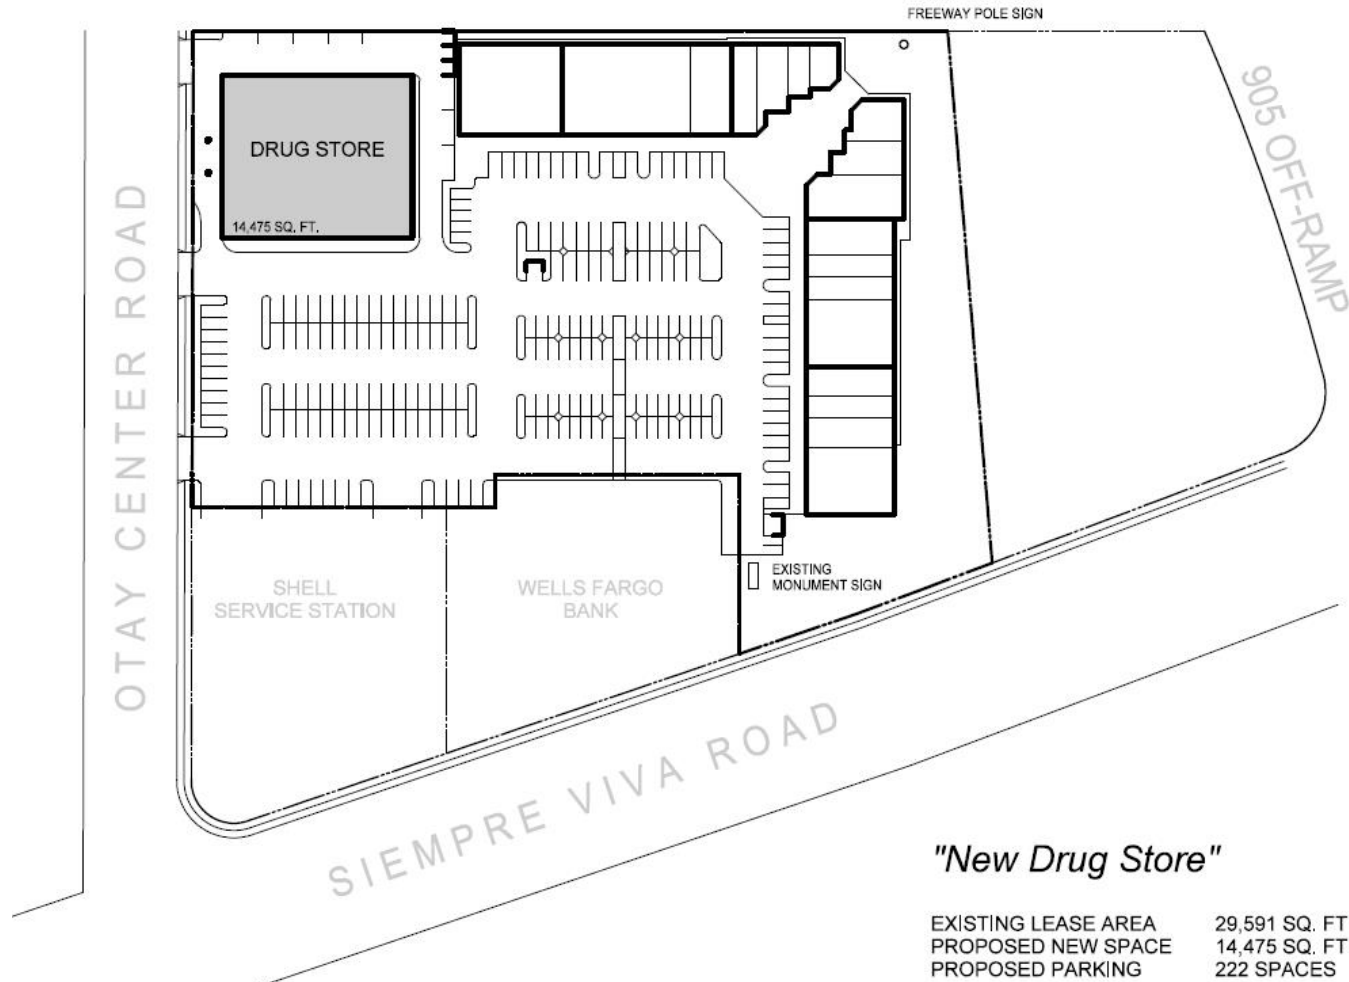 FREEWAY POLE SIGN
905 OFF-RAMP
DRUG STORE
14,475 SQ. FT.
OTAY CENTER ROAD
EXISTING
MONUMENT SIGN
SHELL
SERVICE STATION
WELLS FARGO
BANK
SIEMPRE VIVA ROAD
"New Drug Store"
EXISTING LEASE AREA 29,591 SQ. FT
PROPOSED NEW SPACE 14,475 SQ. FT
PROPOSED PARKING 222 SPACES